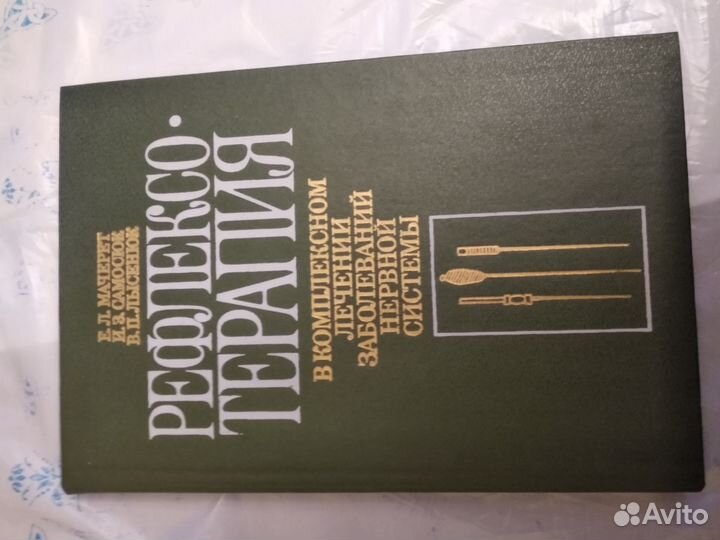 Е. Л. МАЧЕРЕТ
И. З. САМОСЮК
В. П. ЛЫСЕНЮК
РЕФЛЕКСО-
ТЕРАПИЯ
В КОМПЛЕКСНОМ
ЛЕЧЕНИИ
ЗАБОЛЕВАНИЙ
НЕРВНОЙ
СИСТЕМЫ
Avito